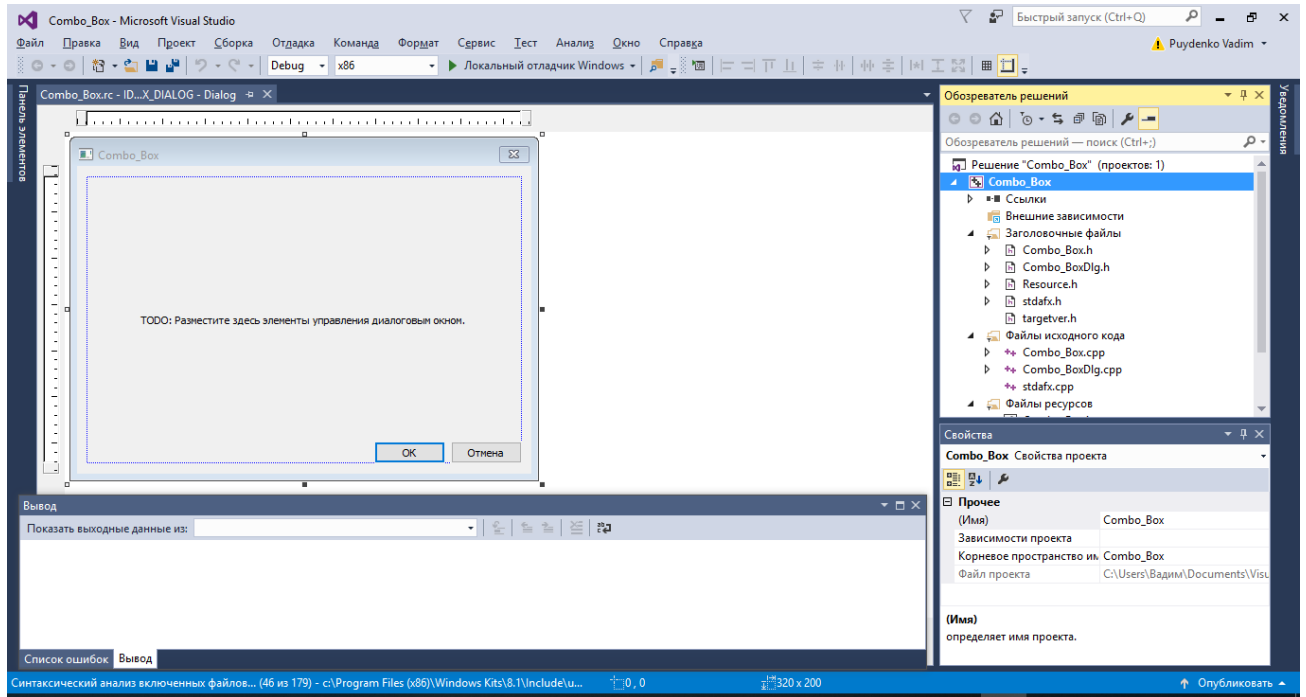 Combo_Box - Microsoft Visual Studio
Быстрый запуск (Ctrl+Q)
Файл Правка Вид Проект Сборка Отладка Команда Формат Сервис Тест Анализ Окно Справка
Puydenko Vadim
Debug x86 Локальный отладчик Windows
Панель элементов
Combo_Box.rc - ID...X_DIALOG - Dialog
Combo_Box
TODO: Разместите здесь элементы управления диалоговым окном.
ОК Отмена
Вывод
Показать выходные данные из:
Список ошибок Вывод
Обозреватель решений
Обозреватель решений — поиск (Ctrl+;)
Решение "Combo_Box" (проектов: 1)
Combo_Box
Ссылки
Внешние зависимости
Заголовочные файлы
Combo_Box.h
Combo_BoxDlg.h
Resource.h
stdafx.h
targetver.h
Файлы исходного кода
Combo_Box.cpp
Combo_BoxDlg.cpp
stdafx.cpp
Файлы ресурсов
Свойства
Combo_Box Свойства проекта
Прочее
(Имя) Combo_Box
Зависимости проекта
Корневое пространство им Combo_Box
Файл проекта C:\Users\Вадим\Documents\Visu
(Имя)
определяет имя проекта.
Уведомления
Синтаксический анализ включенных файлов... (46 из 179) - c:\Program Files (x86)\Windows Kits\8.1\Include\u... 0 , 0 320 x 200 Опубликовать